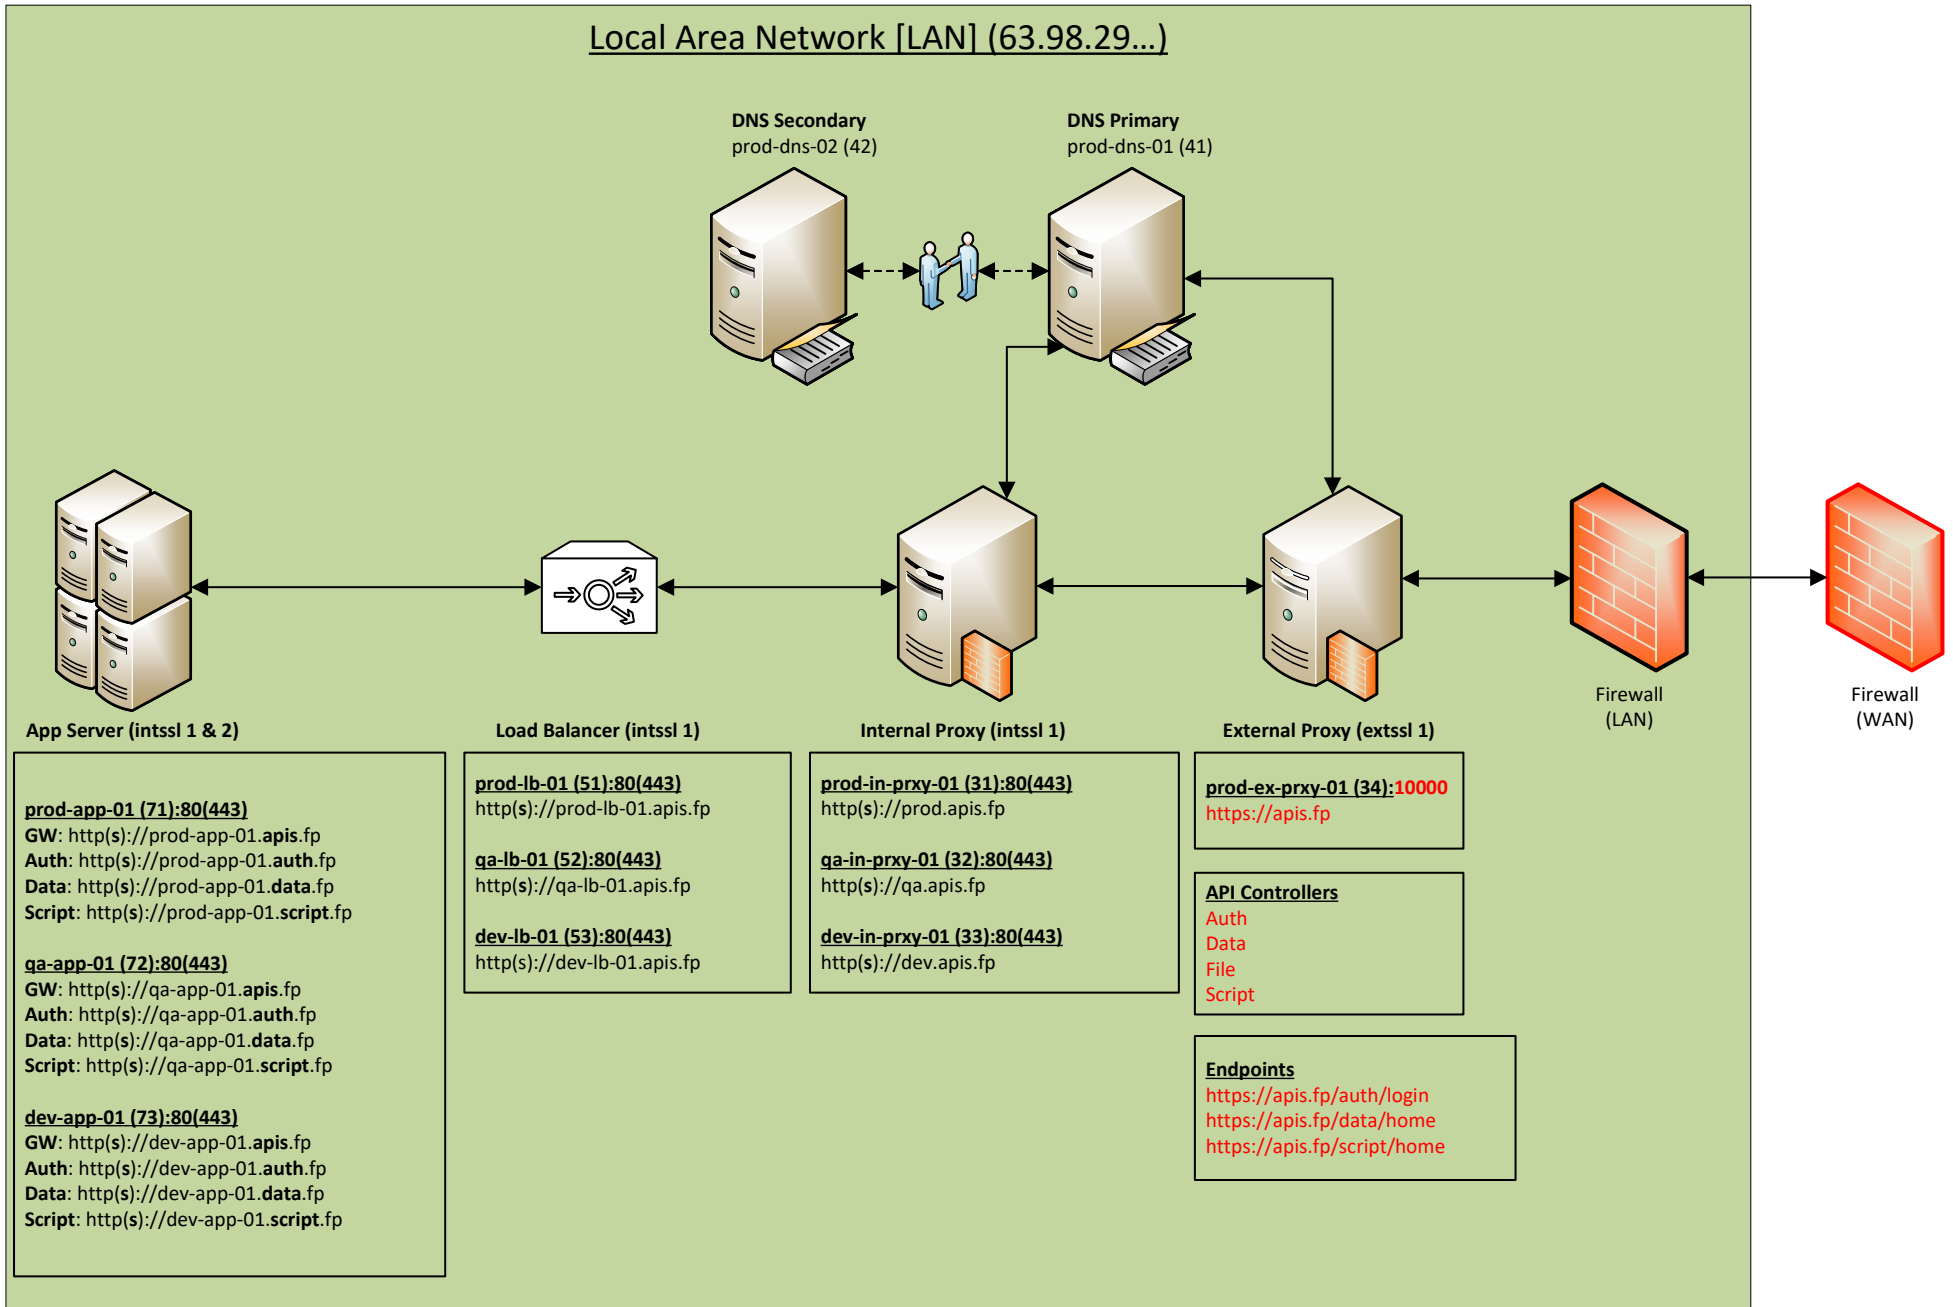 Local Area Network [LAN] (63.98.29...)
DNS Secondary
prod-dns-02 (42)
DNS Primary
prod-dns-01 (41)
App Server (intssl 1 & 2)
prod-app-01 (71):80(443)
GW: http(s)://prod-app-01.apis.fp
Auth: http(s)://prod-app-01.auth.fp
Data: http(s)://prod-app-01.data.fp
Script: http(s)://prod-app-01.script.fp
qa-app-01 (72):80(443)
GW: http(s)://qa-app-01.apis.fp
Auth: http(s)://qa-app-01.auth.fp
Data: http(s)://qa-app-01.data.fp
Script: http(s)://qa-app-01.script.fp
dev-app-01 (73):80(443)
GW: http(s)://dev-app-01.apis.fp
Auth: http(s)://dev-app-01.auth.fp
Data: http(s)://dev-app-01.data.fp
Script: http(s)://dev-app-01.script.fp
Load Balancer (intssl 1)
prod-lb-01 (51):80(443)
http(s)://prod-lb-01.apis.fp
qa-lb-01 (52):80(443)
http(s)://qa-lb-01.apis.fp
dev-lb-01 (53):80(443)
http(s)://dev-lb-01.apis.fp
Internal Proxy (intssl 1)
prod-in-prxy-01 (31):80(443)
http(s)://prod.apis.fp
qa-in-prxy-01 (32):80(443)
http(s)://qa.apis.fp
dev-in-prxy-01 (33):80(443)
http(s)://dev.apis.fp
External Proxy (extssl 1)
prod-ex-prxy-01 (34):10000
https://apis.fp
API Controllers
Auth
Data
File
Script
Endpoints
https://apis.fp/auth/login
https://apis.fp/data/home
https://apis.fp/script/home
Firewall
(LAN)
Firewall
(WAN)